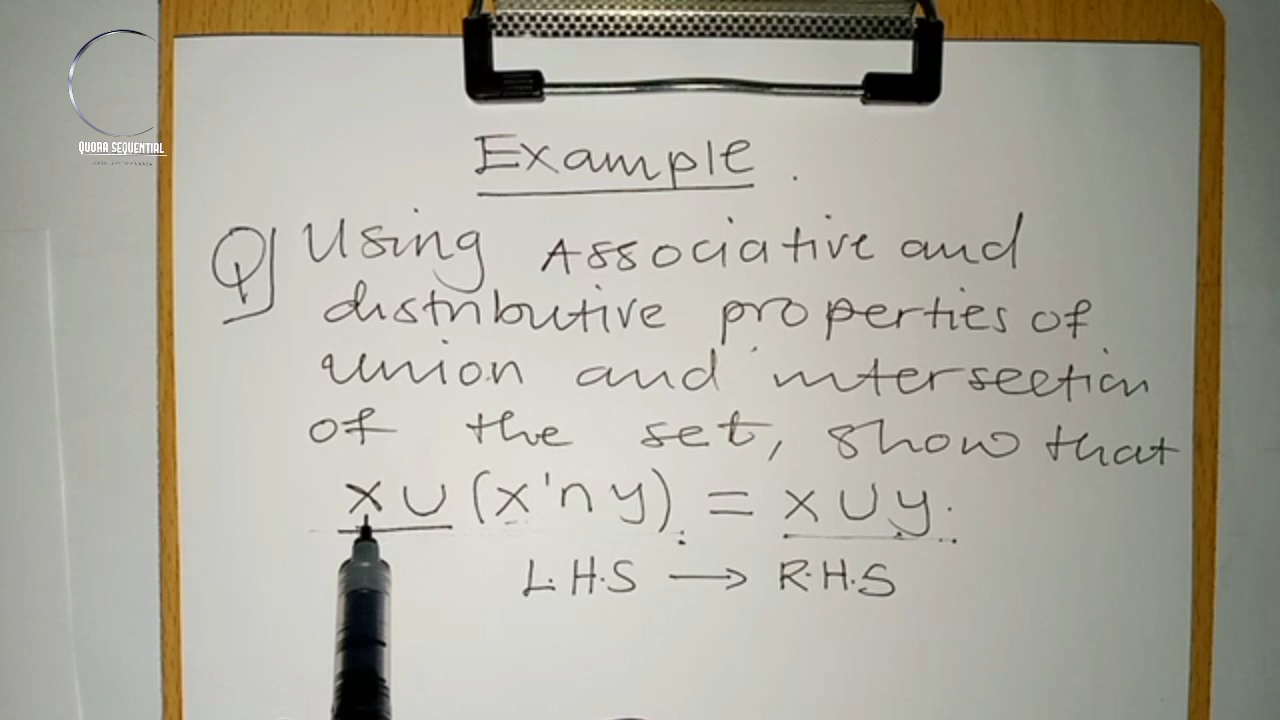 QUORA SEQUENTIAL
Example.
Q] Using Associative and
distributive properties of
union and intersection
of the set, show that
x ∪ (x'∩ y) = x ∪ y.
L.H.S → R.H.S